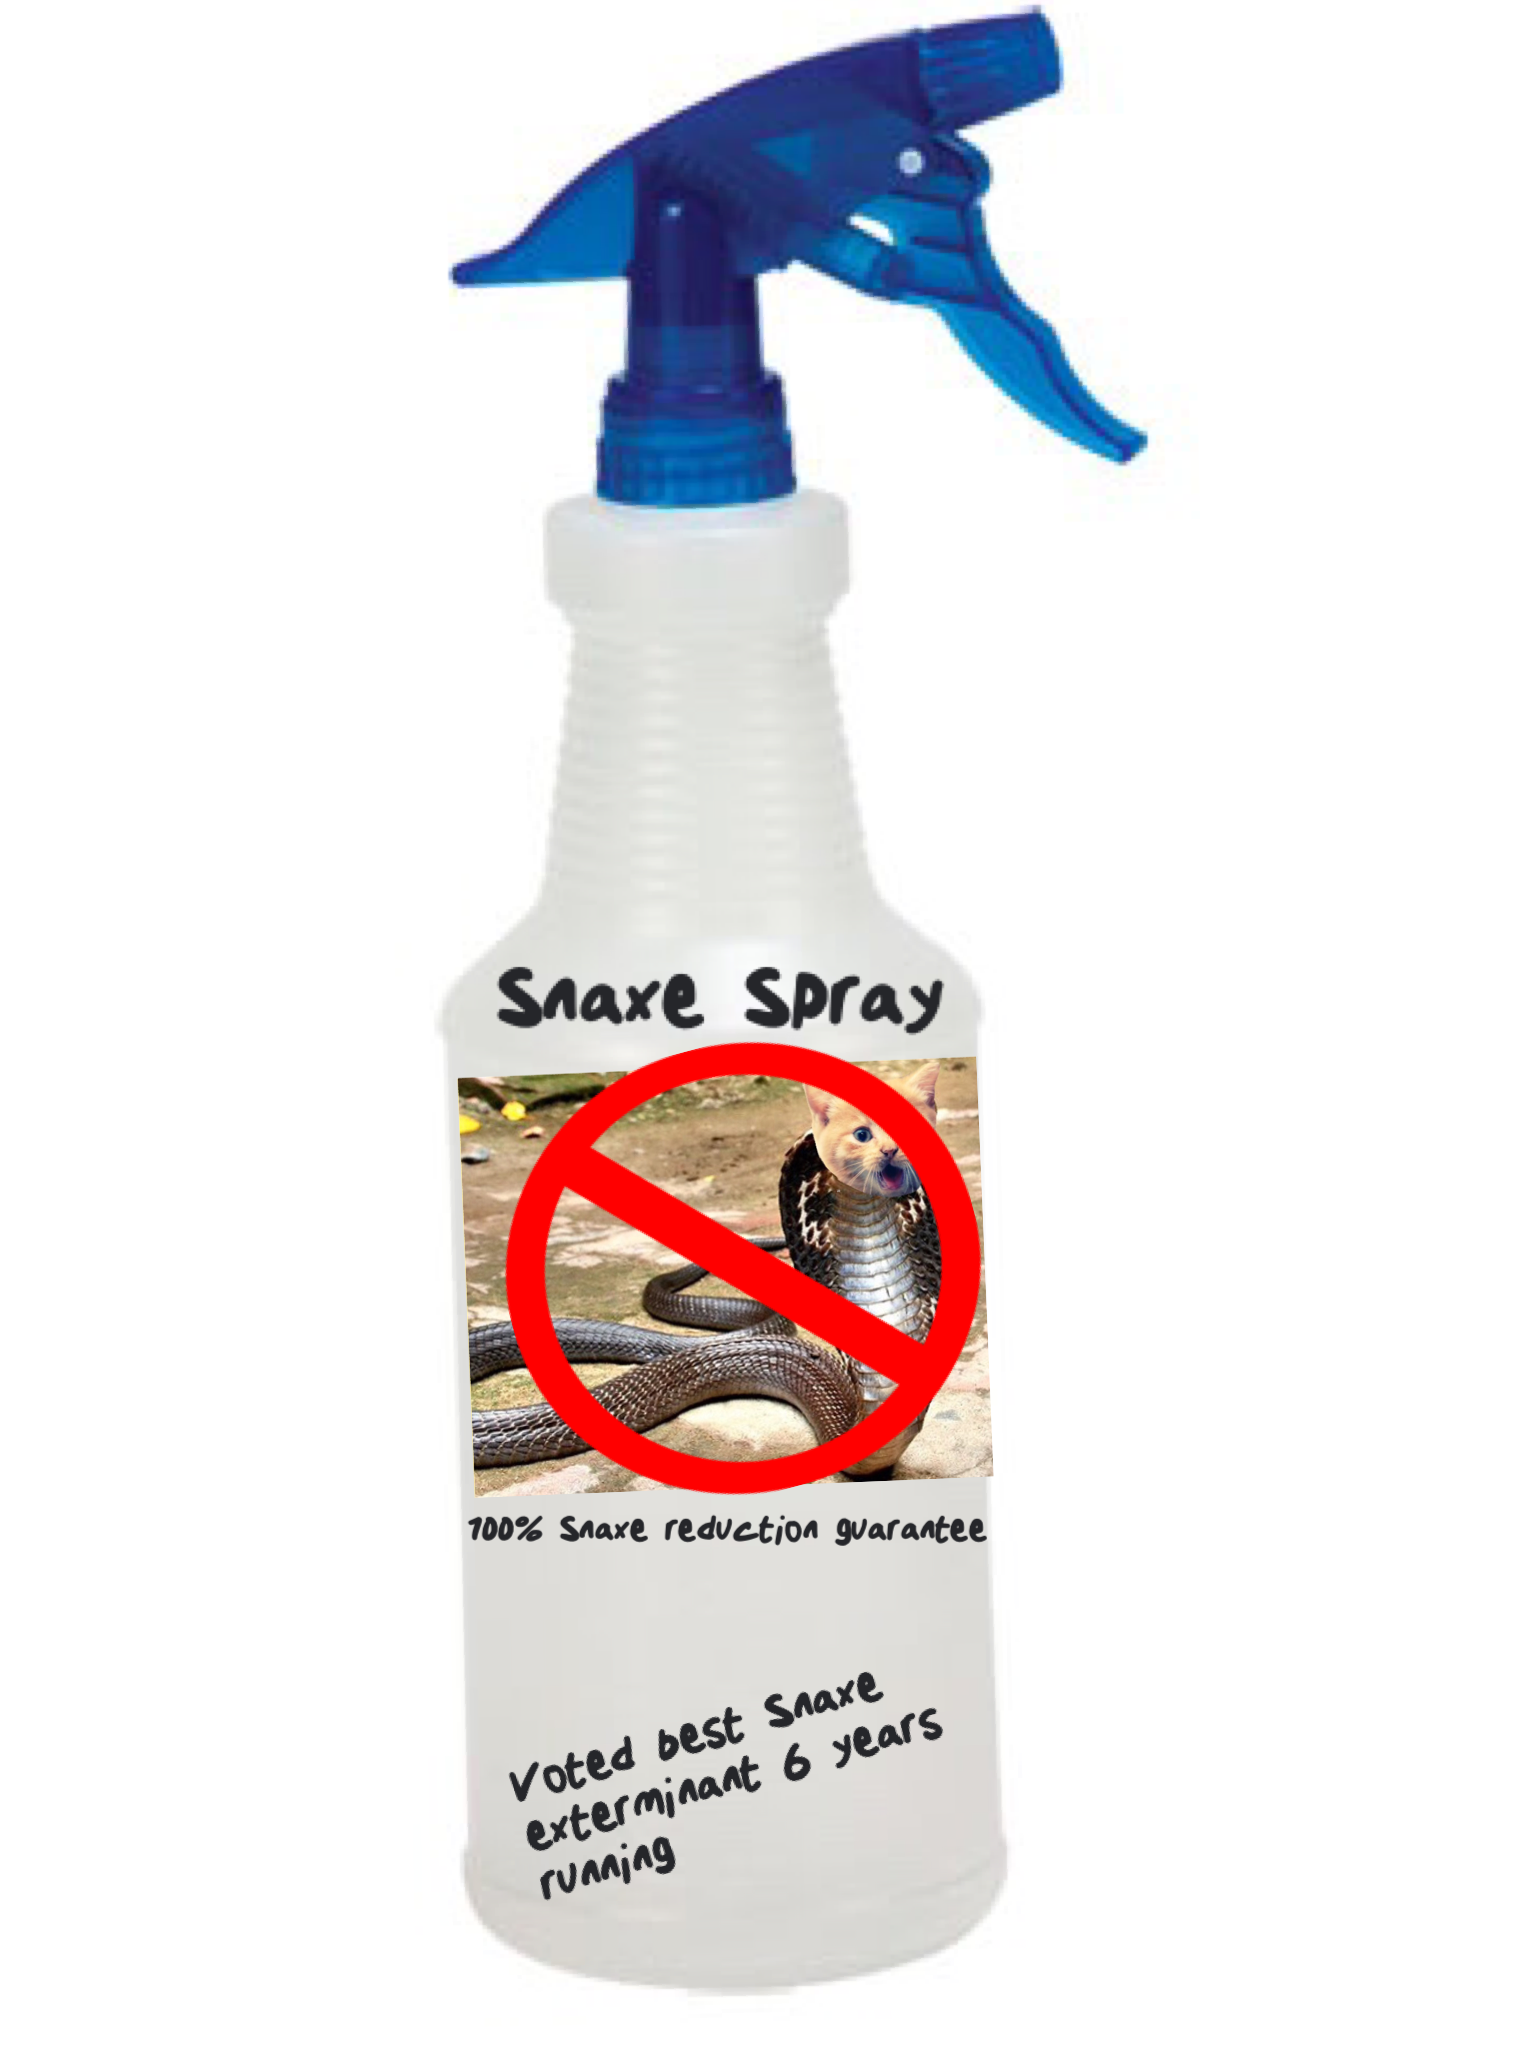 Snaxe Spray
100% Snaxe reduction guarantee
Voted best Snaxe
exterminant 6 years
running